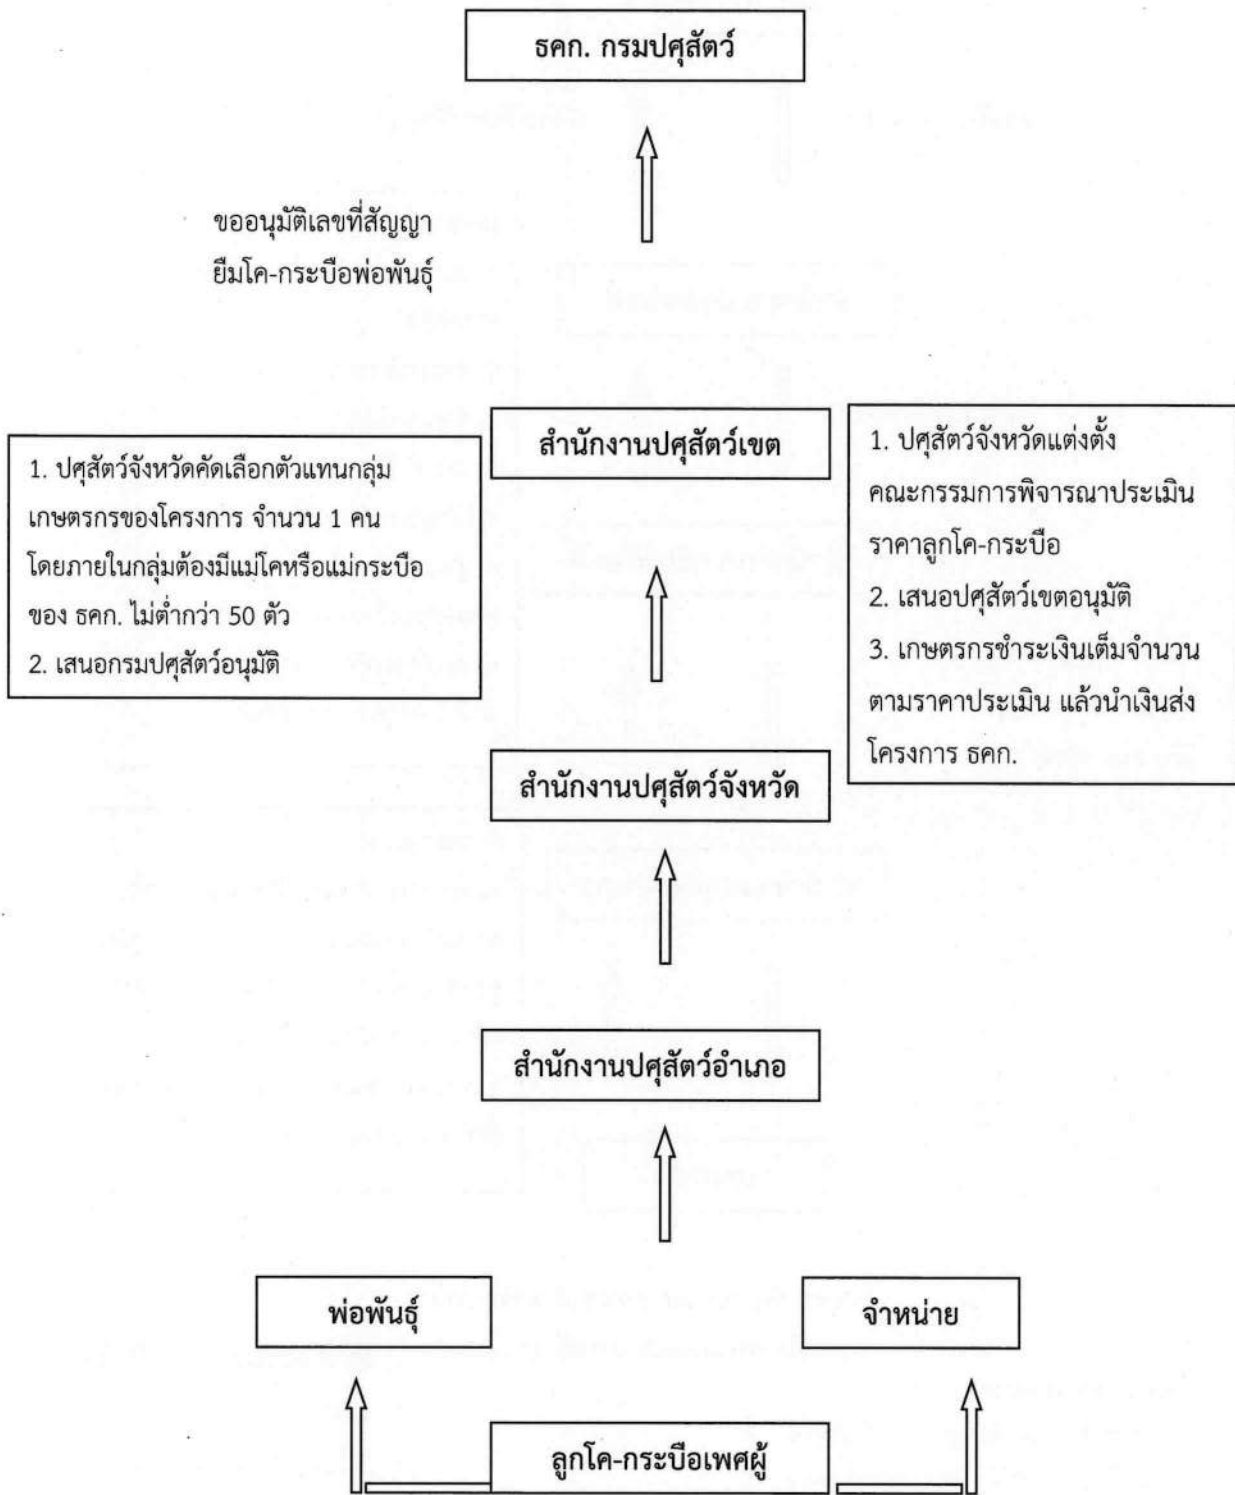 ธคก. กรมปศุสัตว์
ขออนุมัติเลขที่สัญญา
ยืมโค-กระบือพ่อพันธุ์
สำนักงานปศุสัตว์เขต
1. ปศุสัตว์จังหวัดคัดเลือกตัวแทนกลุ่ม
เกษตรกรของโครงการ จำนวน 1 คน
โดยภายในกลุ่มต้องมีแม่โคหรือแม่กระบือ
ของ ธคก. ไม่ต่ำกว่า 50 ตัว
2. เสนอกรมปศุสัตว์อนุมัติ
1. ปศุสัตว์จังหวัดแต่งตั้ง
คณะกรรมการพิจารณาประเมิน
ราคาลูกโค-กระบือ
2. เสนอปศุสัตว์เขตอนุมัติ
3. เกษตรกรชำระเงินเต็มจำนวน
ตามราคาประเมิน แล้วนำเงินส่ง
โครงการ ธคก.
สำนักงานปศุสัตว์จังหวัด
สำนักงานปศุสัตว์อำเภอ
พ่อพันธุ์
จำหน่าย
ลูกโค-กระบือเพศผู้